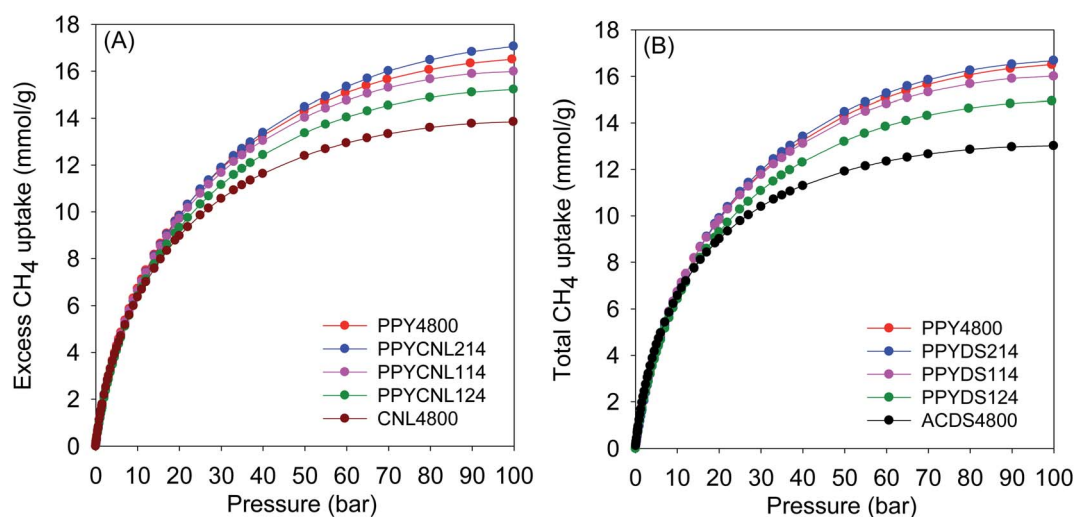 (A)
Excess CH4 uptake (mmol/g)
18
16
14
12
10
8
6
4
2
0
PPY4800
PPYCNL214
PPYCNL114
PPYCNL124
CNL4800
0 10 20 30 40 50 60 70 80 90 100
Pressure (bar)
(B)
Total CH4 uptake (mmol/g)
18
16
14
12
10
8
6
4
2
0
PPY4800
PPYDS214
PPYDS114
PPYDS124
ACDS4800
0 10 20 30 40 50 60 70 80 90 100
Pressure (bar)